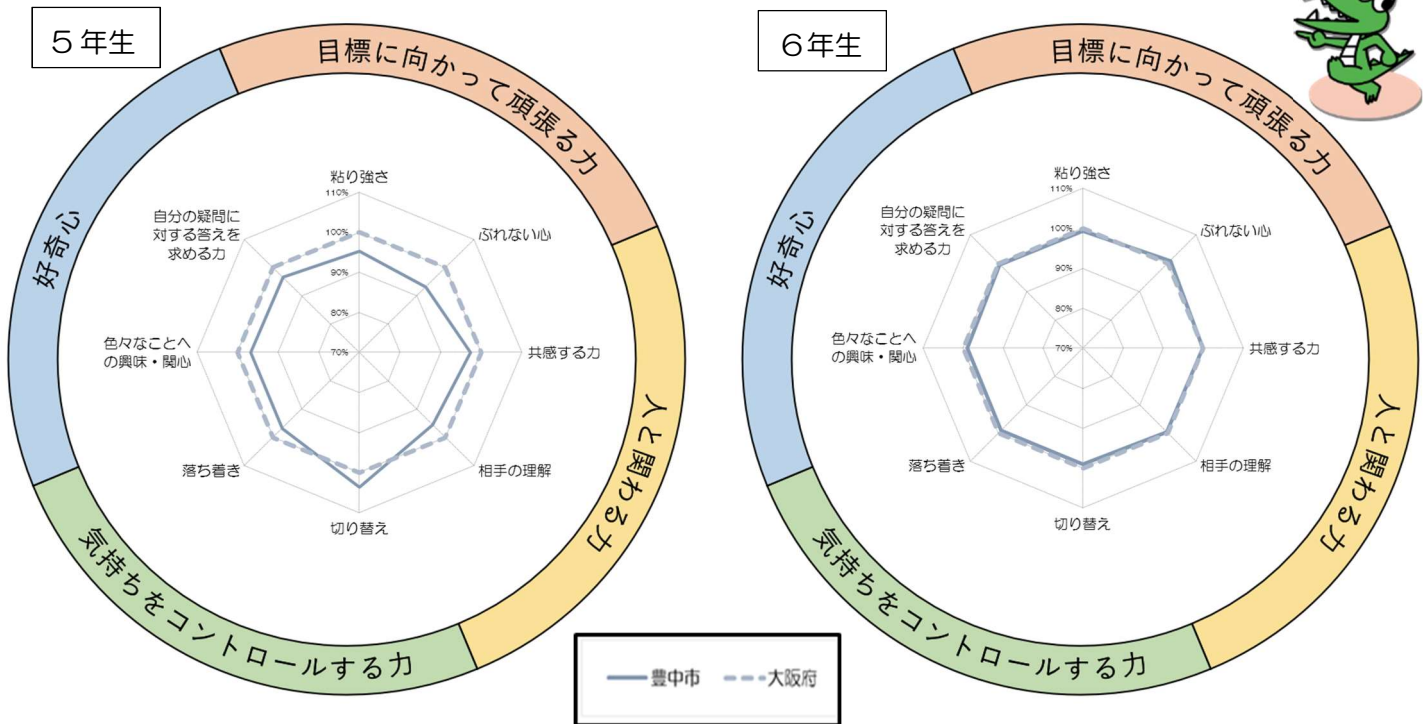 5年生
目標に向かって頑張る力
好奇心
人と関わる力
気持ちをコントロールする力
粘り強さ
ぶれない心
共感する力
相手の理解
切り替え
落ち着き
色々なことへ
の興味・関心
自分の疑問に
対する答えを
求める力
110%
100%
90%
80%
70%
6年生
目標に向かって頑張る力
好奇心
人と関わる力
気持ちをコントロールする力
粘り強さ
ぶれない心
共感する力
相手の理解
切り替え
落ち着き
色々なことへ
の興味・関心
自分の疑問に
対する答えを
求める力
110%
100%
90%
80%
70%
豊中市 大阪府